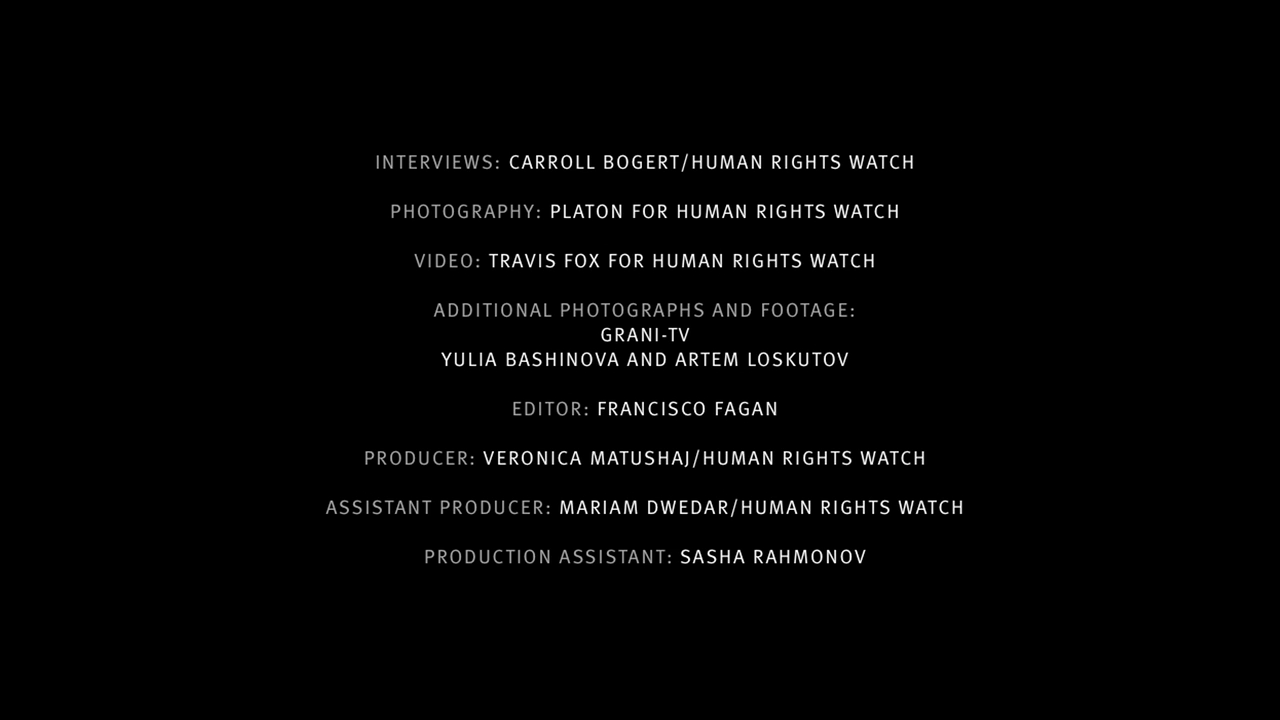 INTERVIEWS: CARROLL BOGERT/HUMAN RIGHTS WATCH
PHOTOGRAPHY: PLATON FOR HUMAN RIGHTS WATCH
VIDEO: TRAVIS FOX FOR HUMAN RIGHTS WATCH
ADDITIONAL PHOTOGRAPHS AND FOOTAGE:
GRANI-TV
YULIA BASHINOVA AND ARTEM LOSKUTOV
EDITOR: FRANCISCO FAGAN
PRODUCER: VERONICA MATUSHAJ/HUMAN RIGHTS WATCH
ASSISTANT PRODUCER: MARIAM DWEDAR/HUMAN RIGHTS WATCH
PRODUCTION ASSISTANT: SASHA RAHMONOV